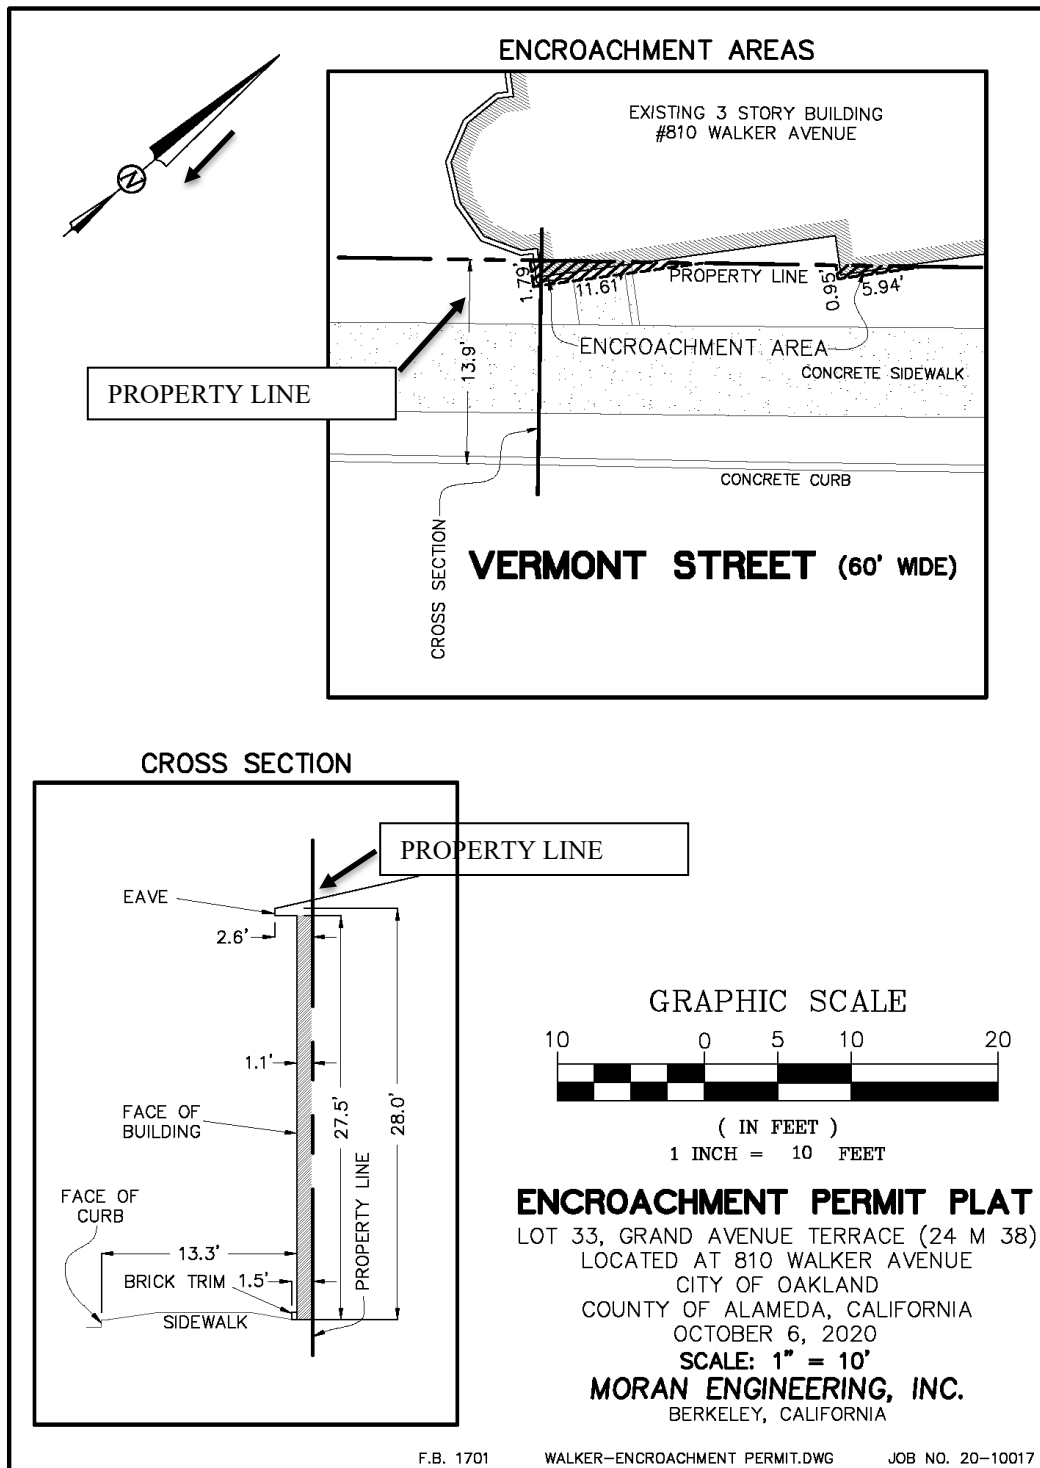 ENCROACHMENT AREAS
N
EXISTING 3 STORY BUILDING
#810 WALKER AVENUE
PROPERTY LINE
1.79'
11.61'
0.95'
5.94'
ENCROACHMENT AREA
CONCRETE SIDEWALK
13.9'
PROPERTY LINE
CONCRETE CURB
CROSS SECTION
VERMONT STREET (60' WIDE)
CROSS SECTION
PROPERTY LINE
EAVE
2.6'
1.1'
FACE OF
BUILDING
27.5'
28.0'
PROPERTY LINE
FACE OF
CURB
13.3'
BRICK TRIM 1.5'
SIDEWALK
GRAPHIC SCALE
10 0 5 10 20
( IN FEET )
1 INCH = 10 FEET
ENCROACHMENT PERMIT PLAT
LOT 33, GRAND AVENUE TERRACE (24 M 38)
LOCATED AT 810 WALKER AVENUE
CITY OF OAKLAND
COUNTY OF ALAMEDA, CALIFORNIA
OCTOBER 6, 2020
SCALE: 1" = 10'
MORAN ENGINEERING, INC.
BERKELEY, CALIFORNIA
F.B. 1701 WALKER-ENCROACHMENT PERMIT.DWG JOB NO. 20-10017